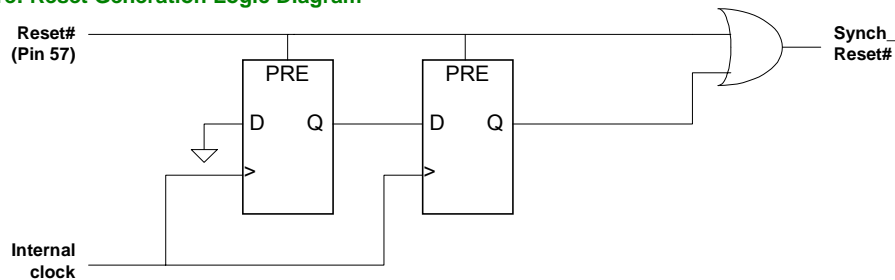 Reset Generation Logic Diagram
Reset#
(Pin 57)
Synch_
Reset#
PRE
PRE
D
Q
D
Q
>
>
Internal
clock